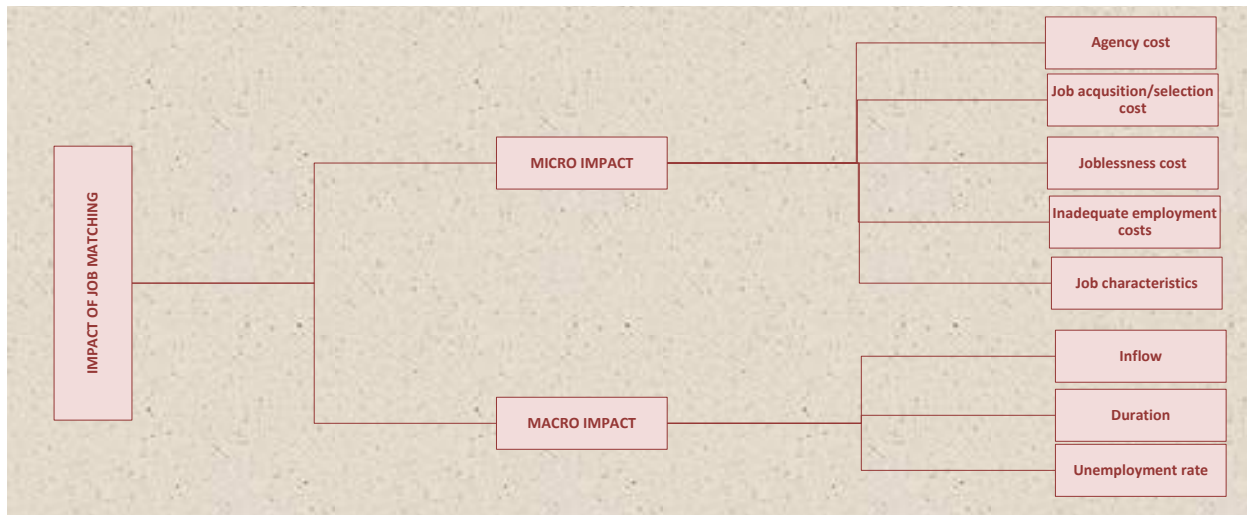 IMPACT OF JOB MATCHING
MICRO IMPACT
Agency cost
Job acqusition/selection
cost
Joblessness cost
Inadequate employment
costs
Job characteristics
MACRO IMPACT
Inflow
Duration
Unemployment rate